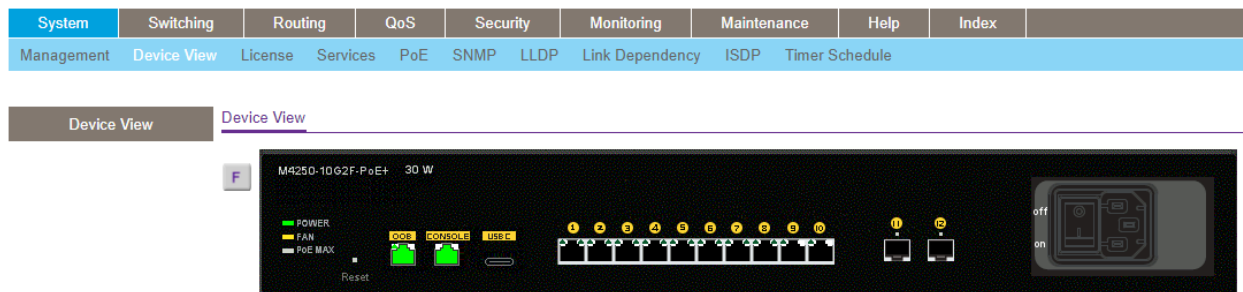 System Switching Routing QoS Security Monitoring Maintenance Help Index
Management Device View License Services PoE SNMP LLDP Link Dependency ISDP Timer Schedule
Device View
Device View
F
M4250-10G2F-PoE+ 30 W
POWER
FAN
PoE MAX
Reset
OOB CONSOLE USB C
1 2 3 4 5 6 7 8 9 10 11 12
off
on